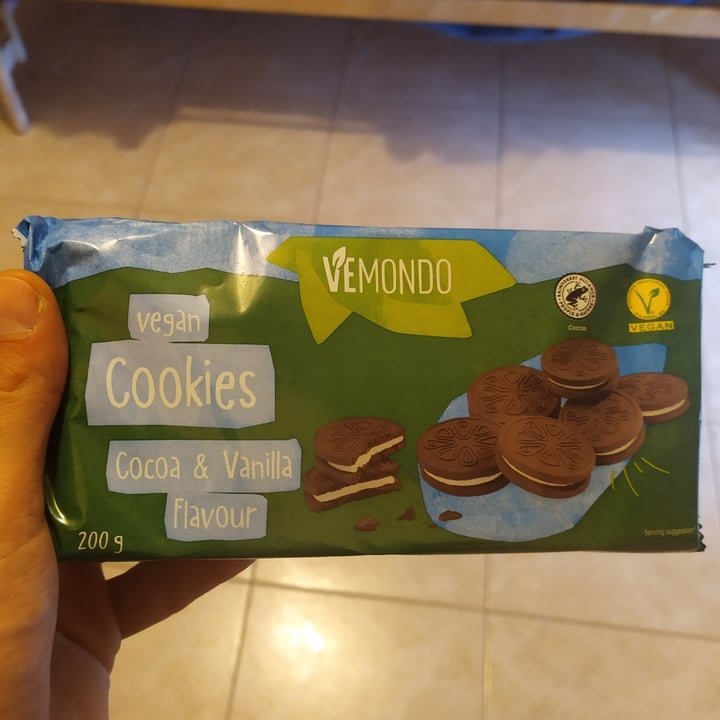 VEMONDO
vegan
Cookies
Cocoa & Vanilla
Flavour
200 g
Cocoa
VEGAN
Serving suggestion